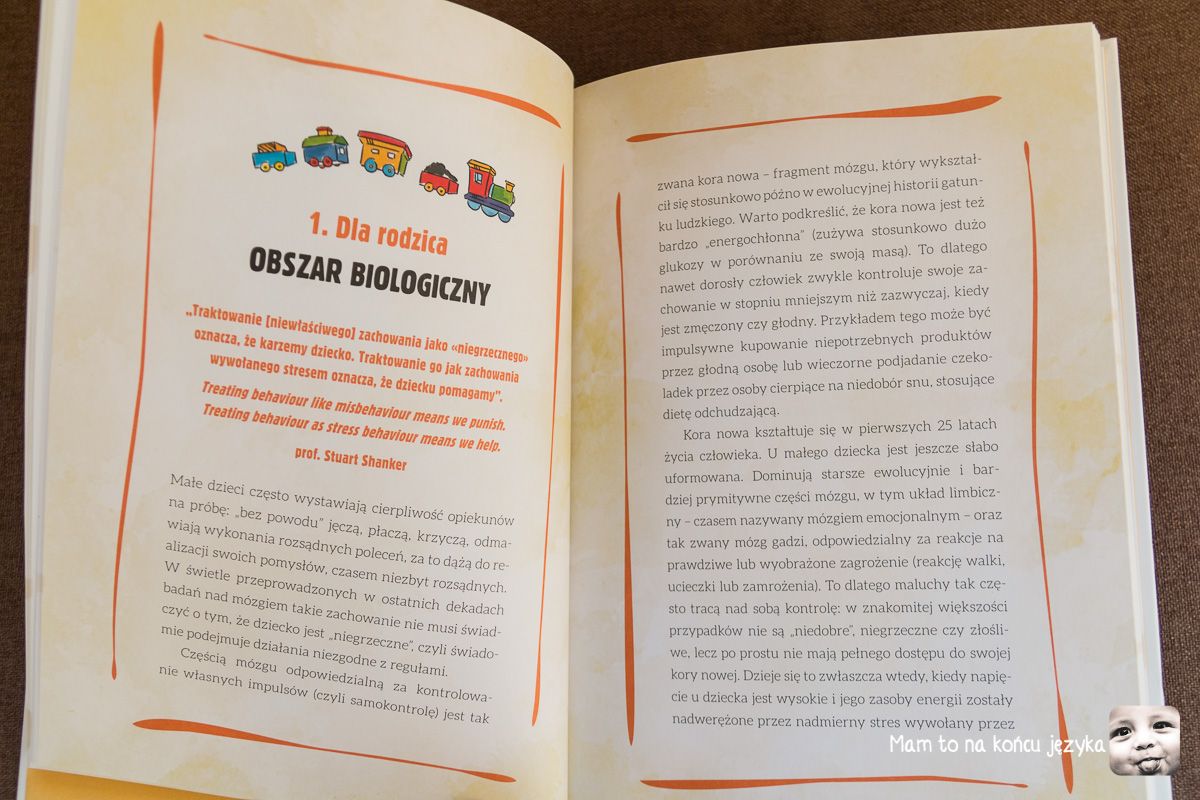 1. Dla rodzica
OBSZAR BIOLOGICZNY
„Traktowanie [niewłaściwego] zachowania jako «niegrzecznego»
oznacza, że karzemy dziecko. Traktowanie go jak zachowania
wywołanego stresem oznacza, że dziecku pomagamy”.
Treating behaviour like misbehaviour means we punish.
Treating behaviour as stress behaviour means we help.
prof. Stuart Shanker
Małe dzieci często wystawiają cierpliwość opiekunów
na próbę: „bez powodu” jęczą, płaczą, krzyczą, odma-
wiają wykonania rozsądnych poleceń, za to dążą do re-
alizacji swoich pomysłów, czasem niezbyt rozsądnych.
W świetle przeprowadzonych w ostatnich dekadach
badań nad mózgiem takie zachowanie nie musi świad-
czyć o tym, że dziecko jest „niegrzeczne”, czyli świado-
mie podejmuje działania niezgodne z regułami.
Częścią mózgu odpowiedzialną za kontrolowa-
nie własnych impulsów (czyli samokontrolę) jest tak
zwana kora nowa – fragment mózgu, który wykształ-
cił się stosunkowo późno w ewolucyjnej historii gatun-
ku ludzkiego. Warto podkreślić, że kora nowa jest też
bardzo „energochłonna” (zużywa stosunkowo dużo
glukozy w porównaniu ze swoją masą). To dlatego
nawet dorosły człowiek zwykle kontroluje swoje za-
chowanie w stopniu mniejszym niż zazwyczaj, kiedy
jest zmęczony czy głodny. Przykładem tego może być
impulsywne kupowanie niepotrzebnych produktów
przez głodną osobę lub wieczorne podjadanie czeko-
ladek przez osoby cierpiące na niedobór snu, stosujące
dietę odchudzającą.
Kora nowa kształtuje się w pierwszych 25 latach
życia człowieka. U małego dziecka jest jeszcze słabo
uformowana. Dominują starsze ewolucyjnie i bar-
dziej prymitywne części mózgu, w tym układ limbicz-
ny – czasem nazywany mózgiem emocjonalnym – oraz
tak zwany mózg gadzi, odpowiedzialny za reakcje na
prawdziwe lub wyobrażone zagrożenie (reakcję walki,
ucieczki lub zamrożenia). To dlatego maluchy tak czę-
sto tracą nad sobą kontrolę: w znakomitej większości
przypadków nie są „niedobre”, niegrzeczne czy złośli-
we, lecz po prostu nie mają pełnego dostępu do swojej
kory nowej. Dzieje się to zwłaszcza wtedy, kiedy napię-
cie u dziecka jest wysokie i jego zasoby energii zostały
nadwerężone przez nadmierny stres wywołany przez
Mam to na końcu języka